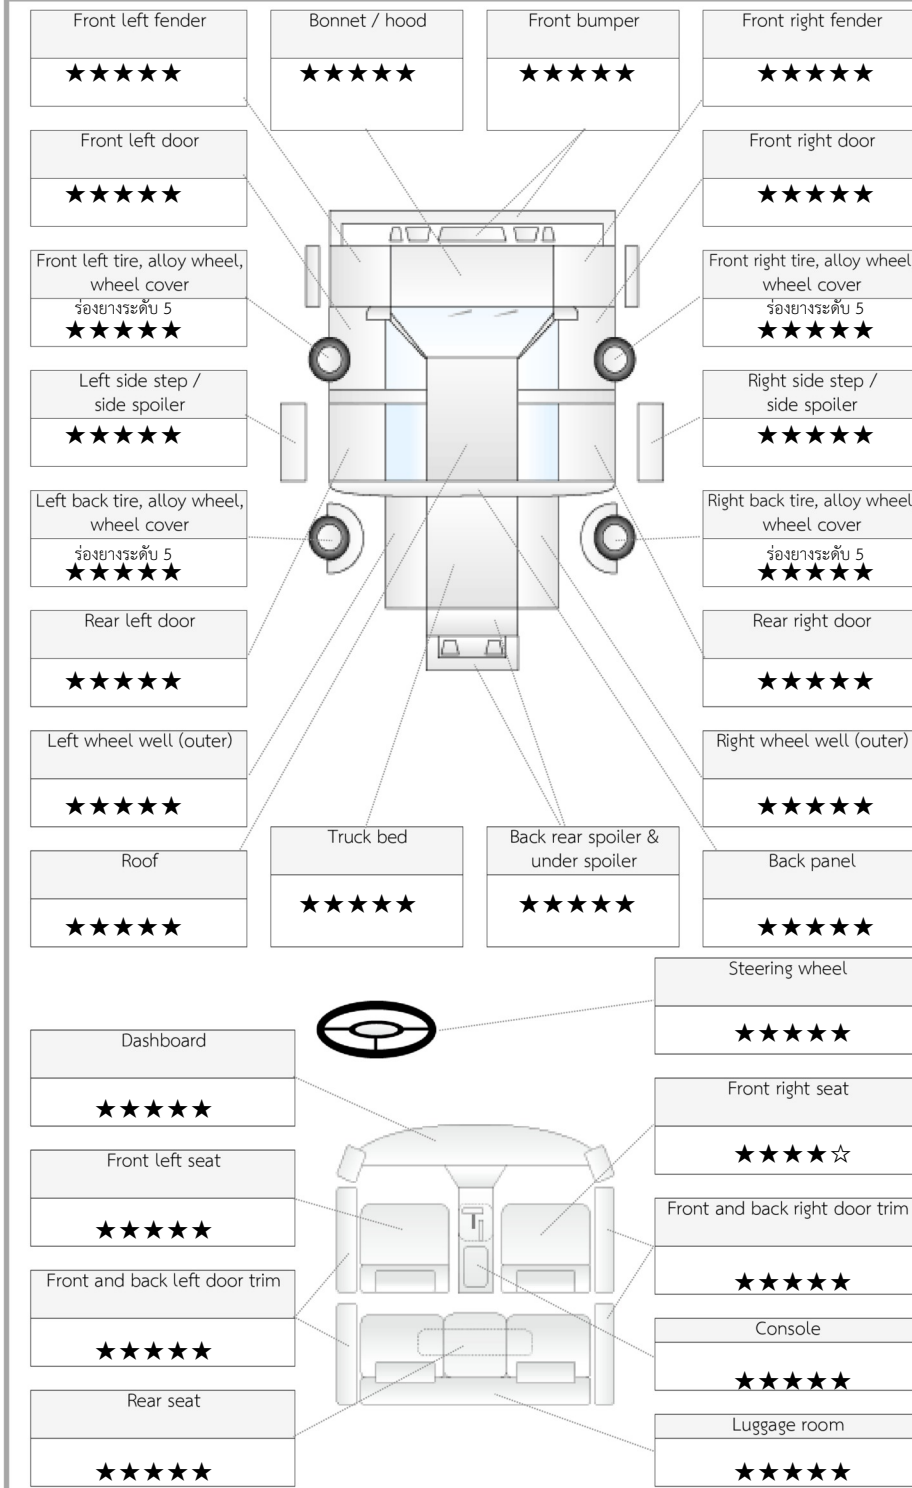 Front left fender
★★★★★
Bonnet / hood
★★★★★
Front bumper
★★★★★
Front right fender
★★★★★
Front left door
★★★★★
Front right door
★★★★★
Front left tire, alloy wheel,
wheel cover
ร่องยางระดับ 5
★★★★★
Front right tire, alloy wheel
wheel cover
ร่องยางระดับ 5
★★★★★
Left side step /
side spoiler
★★★★★
Right side step /
side spoiler
★★★★★
Left back tire, alloy wheel,
wheel cover
ร่องยางระดับ 5
★★★★★
Right back tire, alloy wheel
wheel cover
ร่องยางระดับ 5
★★★★★
Rear left door
★★★★★
Rear right door
★★★★★
Left wheel well (outer)
★★★★★
Right wheel well (outer)
★★★★★
Roof
★★★★★
Truck bed
★★★★★
Back rear spoiler &
under spoiler
★★★★★
Back panel
★★★★★
Steering wheel
★★★★★
Dashboard
★★★★★
Front right seat
★★★★☆
Front left seat
★★★★★
Front and back right door trim
★★★★★
Front and back left door trim
★★★★★
Console
★★★★★
Rear seat
★★★★★
Luggage room
★★★★★